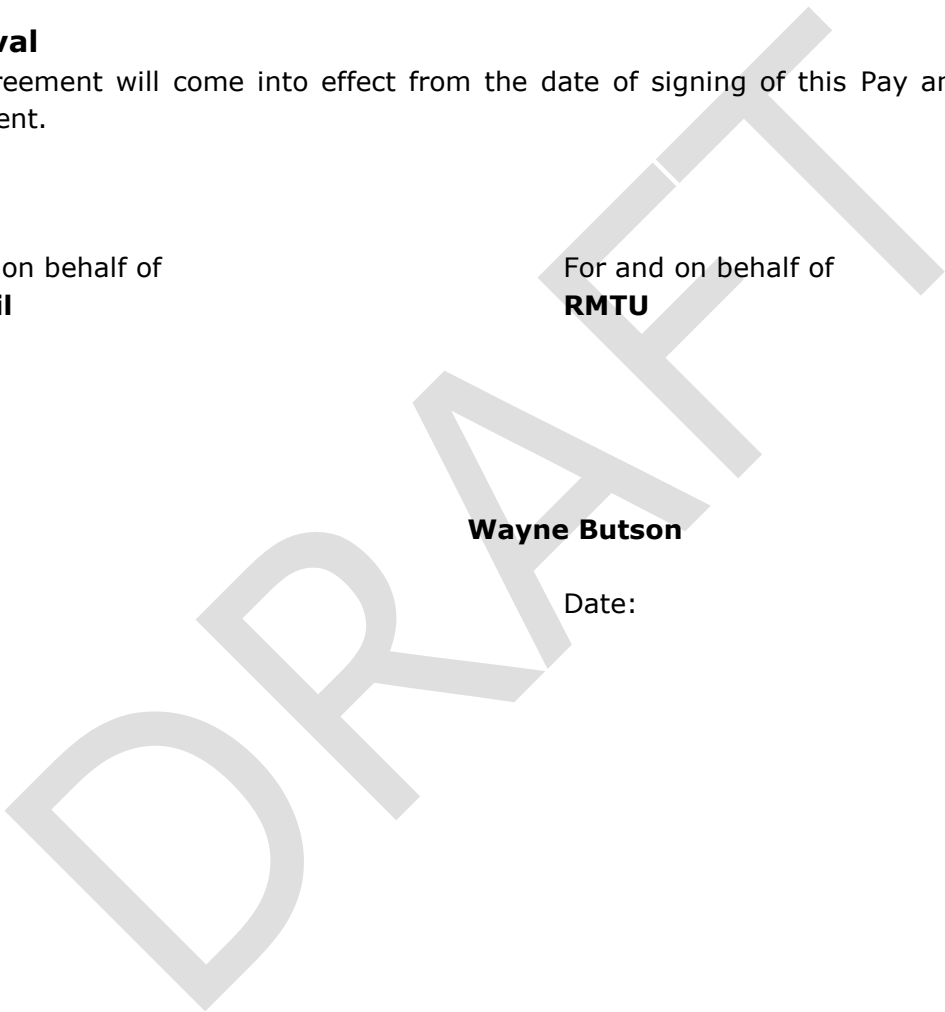 val
reement will come into effect from the date of signing of this Pay an
ent.
on behalf of
il
For and on behalf of
RMTU
Wayne Butson
Date:
DRAFT